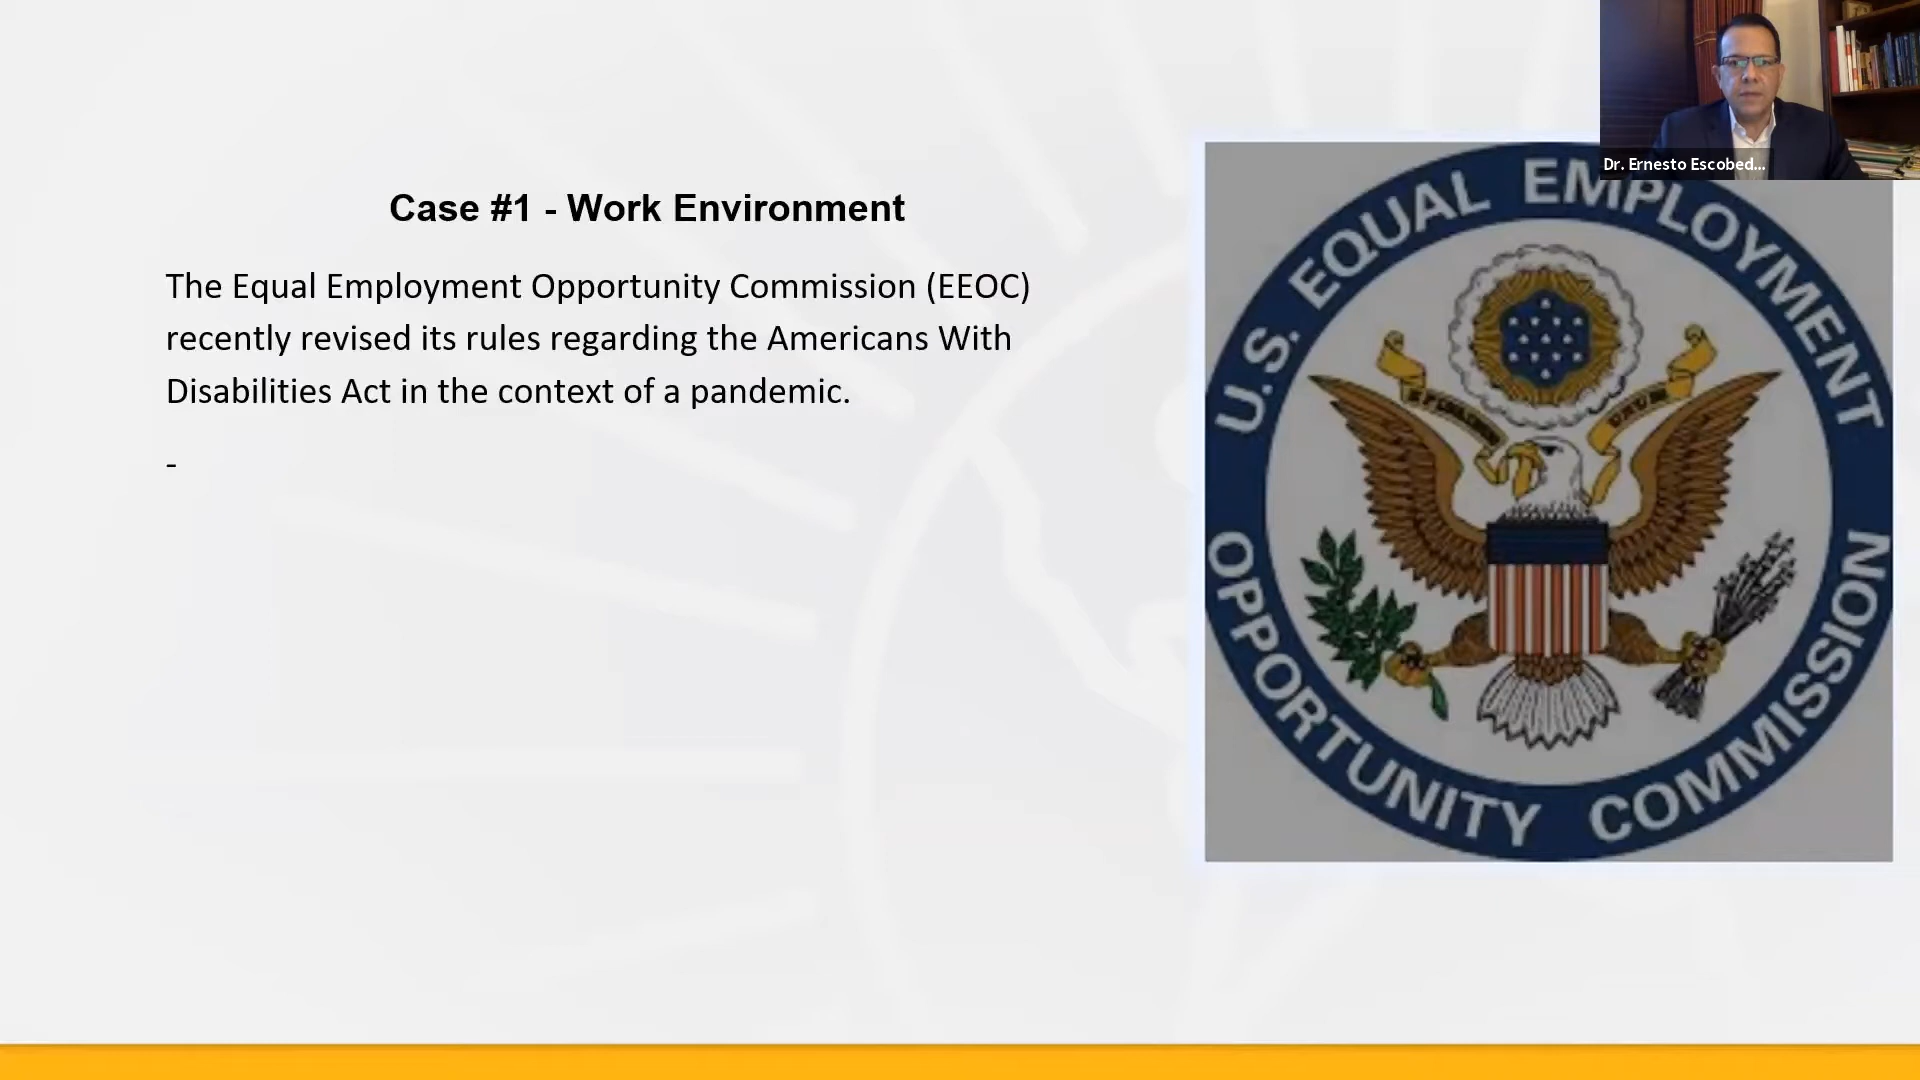 Dr. Ernesto Escobed...
Case #1 - Work Environment
The Equal Employment Opportunity Commission (EEOC)
recently revised its rules regarding the Americans With
Disabilities Act in the context of a pandemic.
-
U.S. EQUAL EMPLOYMENT
OPPORTUNITY COMMISSION